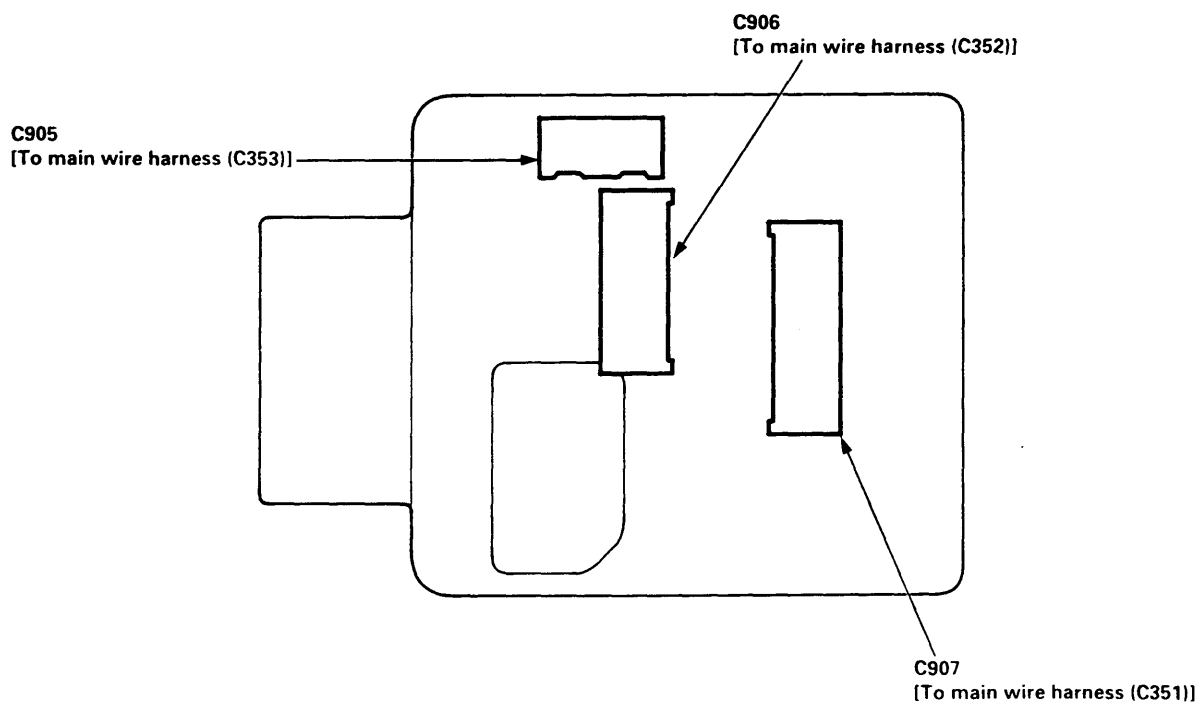 C906
[To main wire harness (C352)]
C905
[To main wire harness (C353)]
C907
[To main wire harness (C351)]